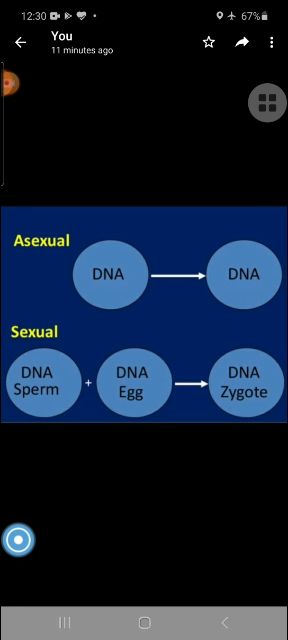 12:30
67%
You
11 minutes ago
Asexual
DNA
DNA
Sexual
DNA
Sperm
+
DNA
Egg
DNA
Zygote